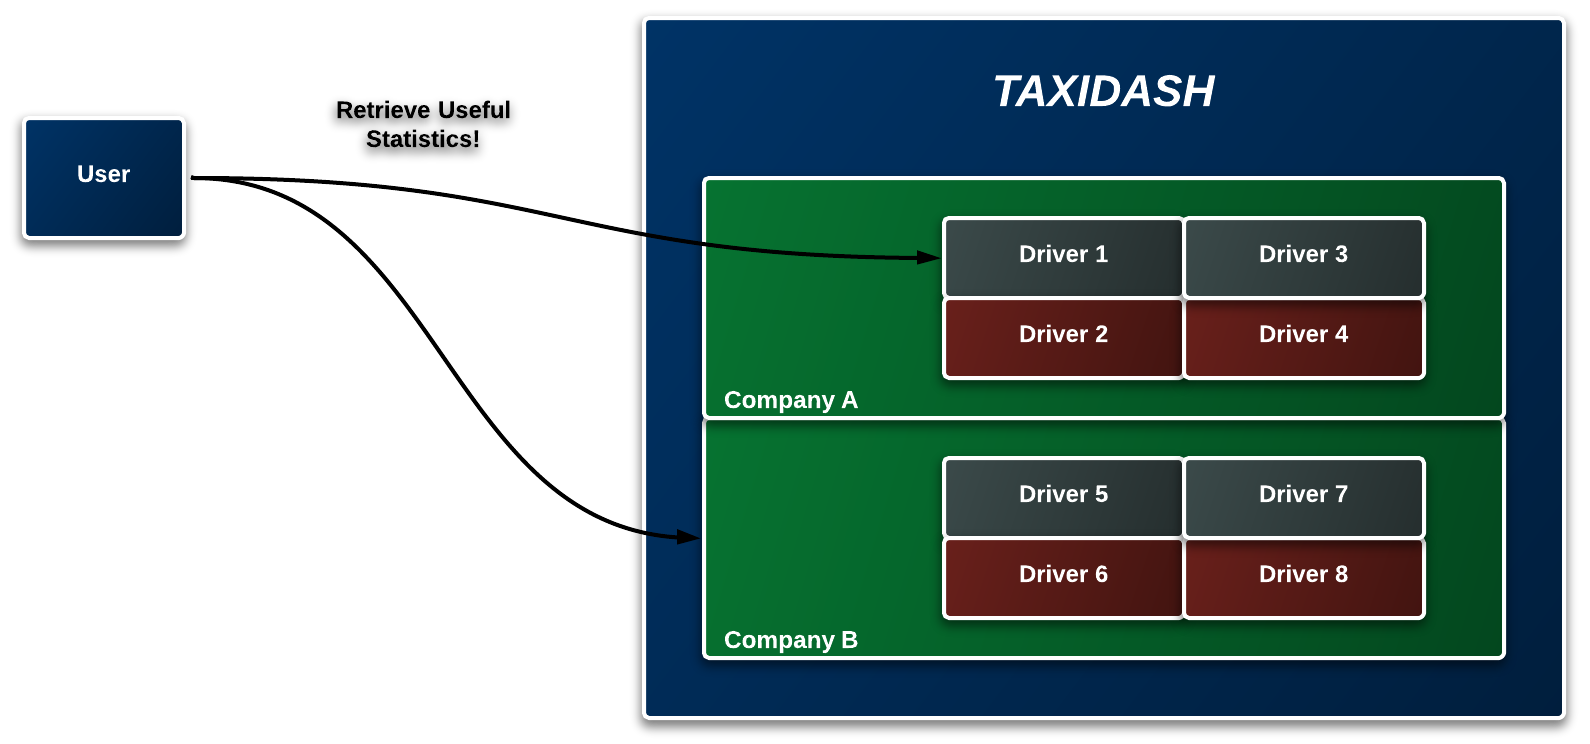 TAXIDASH
Retrieve Useful
Statistics!
User
Driver 1
Driver 3
Driver 2
Driver 4
Company A
Driver 5
Driver 7
Driver 6
Driver 8
Company B